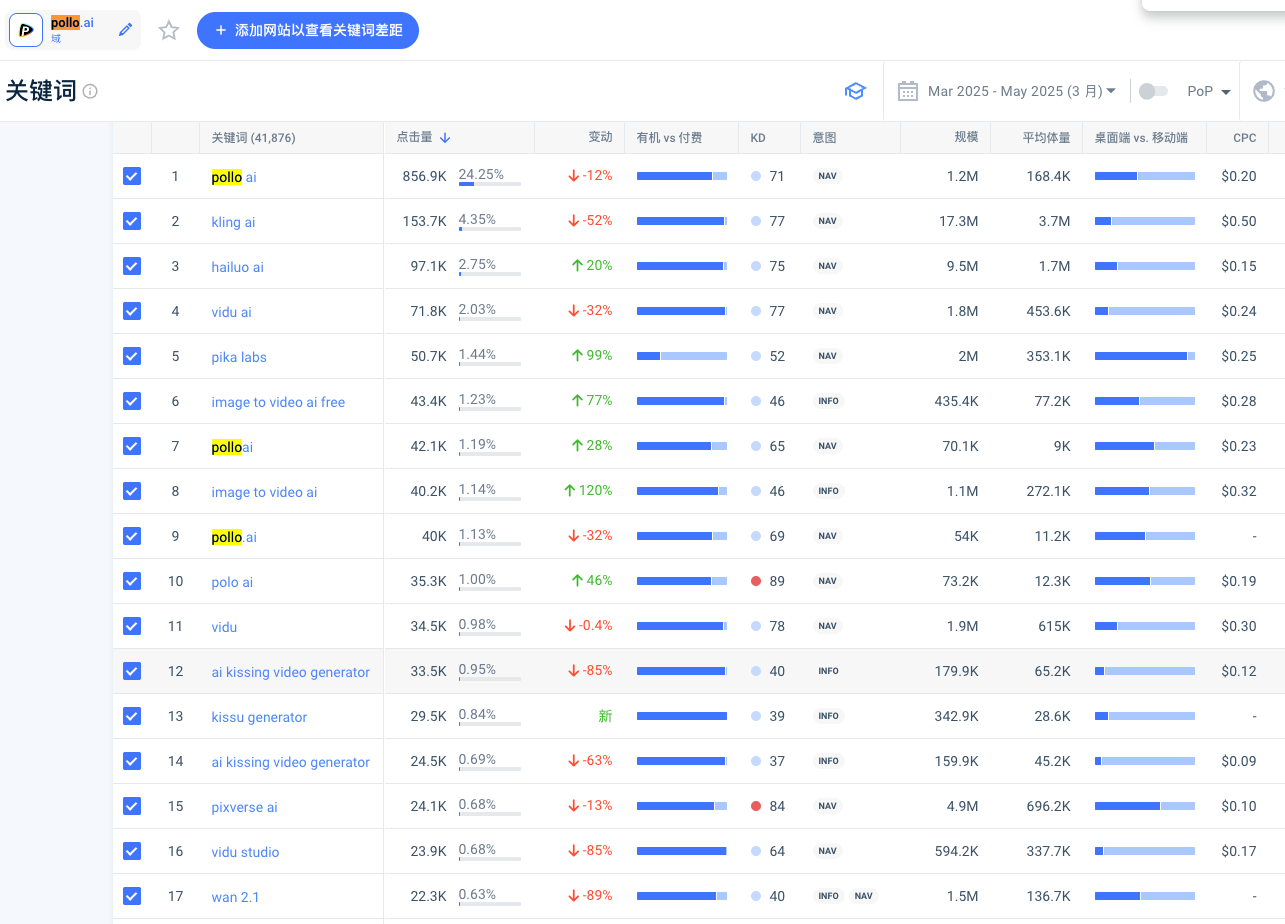 pollo.ai
域
+ 添加网站以查看关键词差距
关键词
Mar 2025 - May 2025 (3 月)
PoP
关键词 (41,876) 点击量 变动 有机 vs 付费 KD 意图 规模 平均体量 桌面端 vs. 移动端 CPC
1 pollo ai 856.9K 24.25% -12% 71 NAV 1.2M 168.4K $0.20
2 kling ai 153.7K 4.35% -52% 77 NAV 17.3M 3.7M $0.50
3 hailuo ai 97.1K 2.75% 20% 75 NAV 9.5M 1.7M $0.15
4 vidu ai 71.8K 2.03% -32% 77 NAV 1.8M 453.6K $0.24
5 pika labs 50.7K 1.44% 99% 52 NAV 2M 353.1K $0.25
6 image to video ai free 43.4K 1.23% 77% 46 INFO 435.4K 77.2K $0.28
7 polloai 42.1K 1.19% 28% 65 NAV 70.1K 9K $0.23
8 image to video ai 40.2K 1.14% 120% 46 INFO 1.1M 272.1K $0.32
9 pollo.ai 40K 1.13% -32% 69 NAV 54K 11.2K -
10 polo ai 35.3K 1.00% 46% 89 NAV 73.2K 12.3K $0.19
11 vidu 34.5K 0.98% -0.4% 78 NAV 1.9M 615K $0.30
12 ai kissing video generator 33.5K 0.95% -85% 40 INFO 179.9K 65.2K $0.12
13 kissu generator 29.5K 0.84% 新 39 INFO 342.9K 28.6K -
14 ai kissing video generator 24.5K 0.69% -63% 37 INFO 159.9K 45.2K $0.09
15 pixverse ai 24.1K 0.68% -13% 84 NAV 4.9M 696.2K $0.10
16 vidu studio 23.9K 0.68% -85% 64 NAV 594.2K 337.7K $0.17
17 wan 2.1 22.3K 0.63% -89% 40 INFO NAV 1.5M 136.7K -